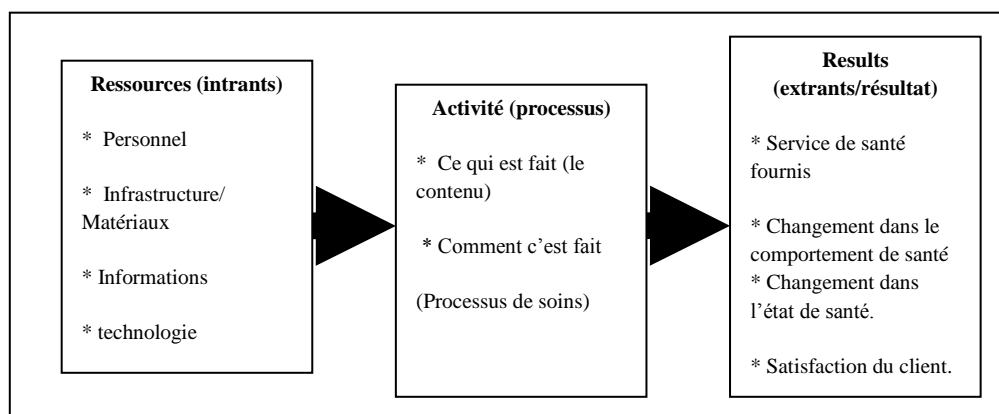 Ressources (intrants)
* Personnel
* Infrastructure/
Matériaux
* Informations
* technologie
Activité (processus)
* Ce qui est fait (le
contenu)
* Comment c’est fait
(Processus de soins)
Results
(extrants/résultat)
* Service de santé
fournis
* Changement dans le
comportement de santé
* Changement dans
l’état de santé.
* Satisfaction du client.